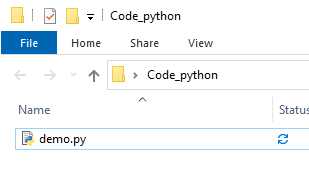 Code_python
File Home Share View
Code_python
Name Status
demo.py